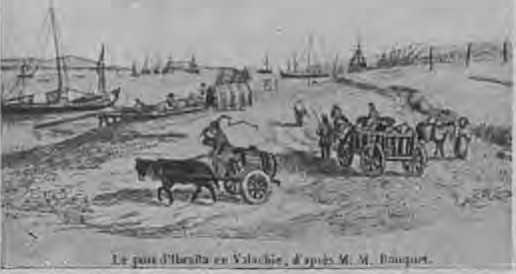 Le port d'Ibraïla en Valachie, d'après M. M. Bouquet.